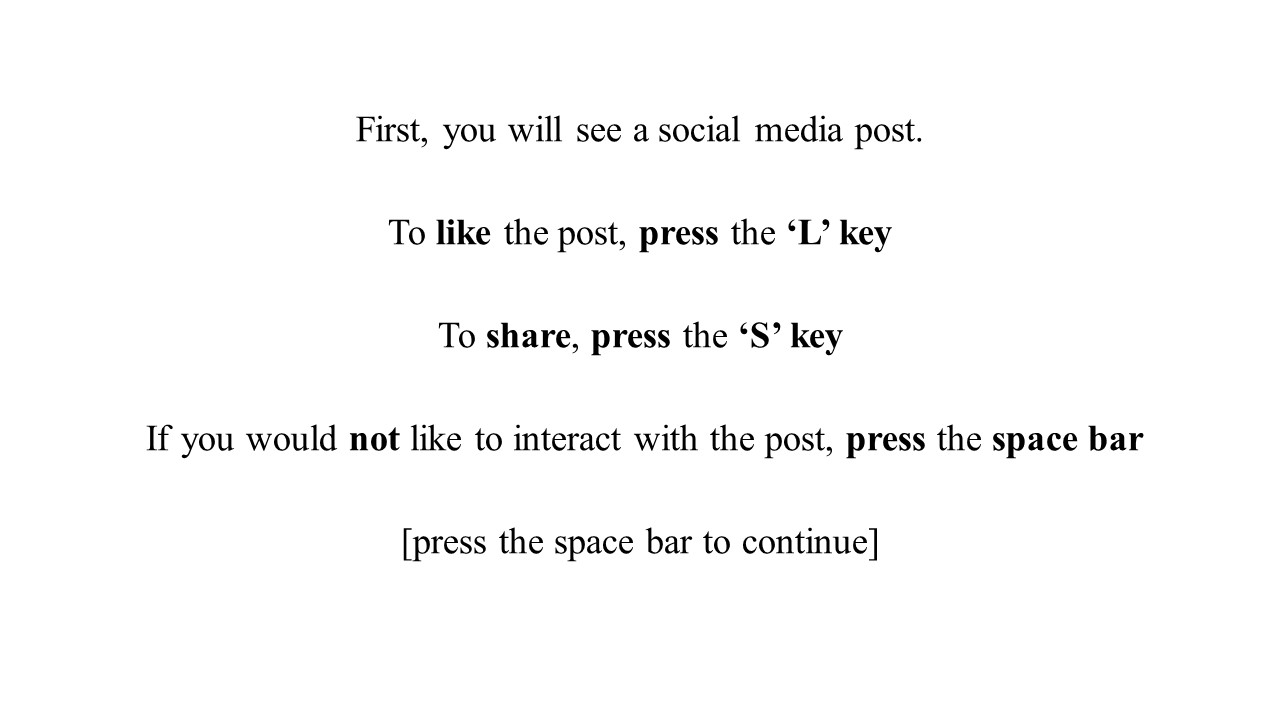 First, you will see a social media post.
To like the post, press the ‘L’ key
To share, press the ‘S’ key
If you would not like to interact with the post, press the space bar
[press the space bar to continue]